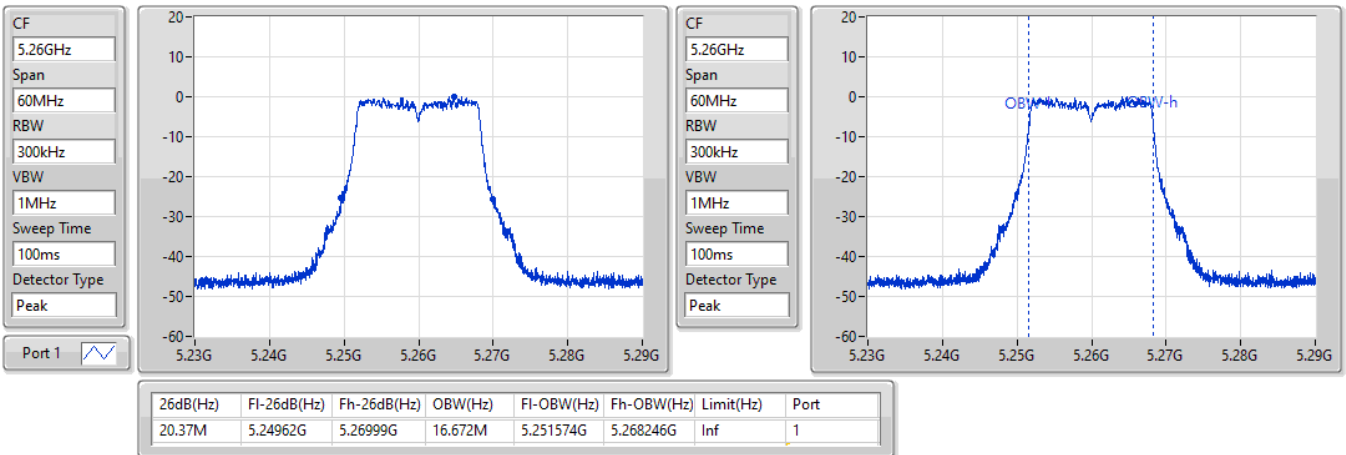 CF
5.26GHz
Span
60MHz
RBW
300kHz
VBW
1MHz
Sweep Time
100ms
Detector Type
Peak
Port 1
20
10
0
-10
-20
-30
-40
-50
-60
5.23G 5.24G 5.25G 5.26G 5.27G 5.28G 5.29G
CF
5.26GHz
Span
60MHz
RBW
300kHz
VBW
1MHz
Sweep Time
100ms
Detector Type
Peak
20
10
0
-10
-20
-30
-40
-50
-60
OBW-h
5.23G 5.24G 5.25G 5.26G 5.27G 5.28G 5.29G
26dB(Hz) Fl-26dB(Hz) Fh-26dB(Hz) OBW(Hz) Fl-OBW(Hz) Fh-OBW(Hz) Limit(Hz) Port
20.37M 5.24962G 5.26999G 16.672M 5.251574G 5.268246G Inf 1